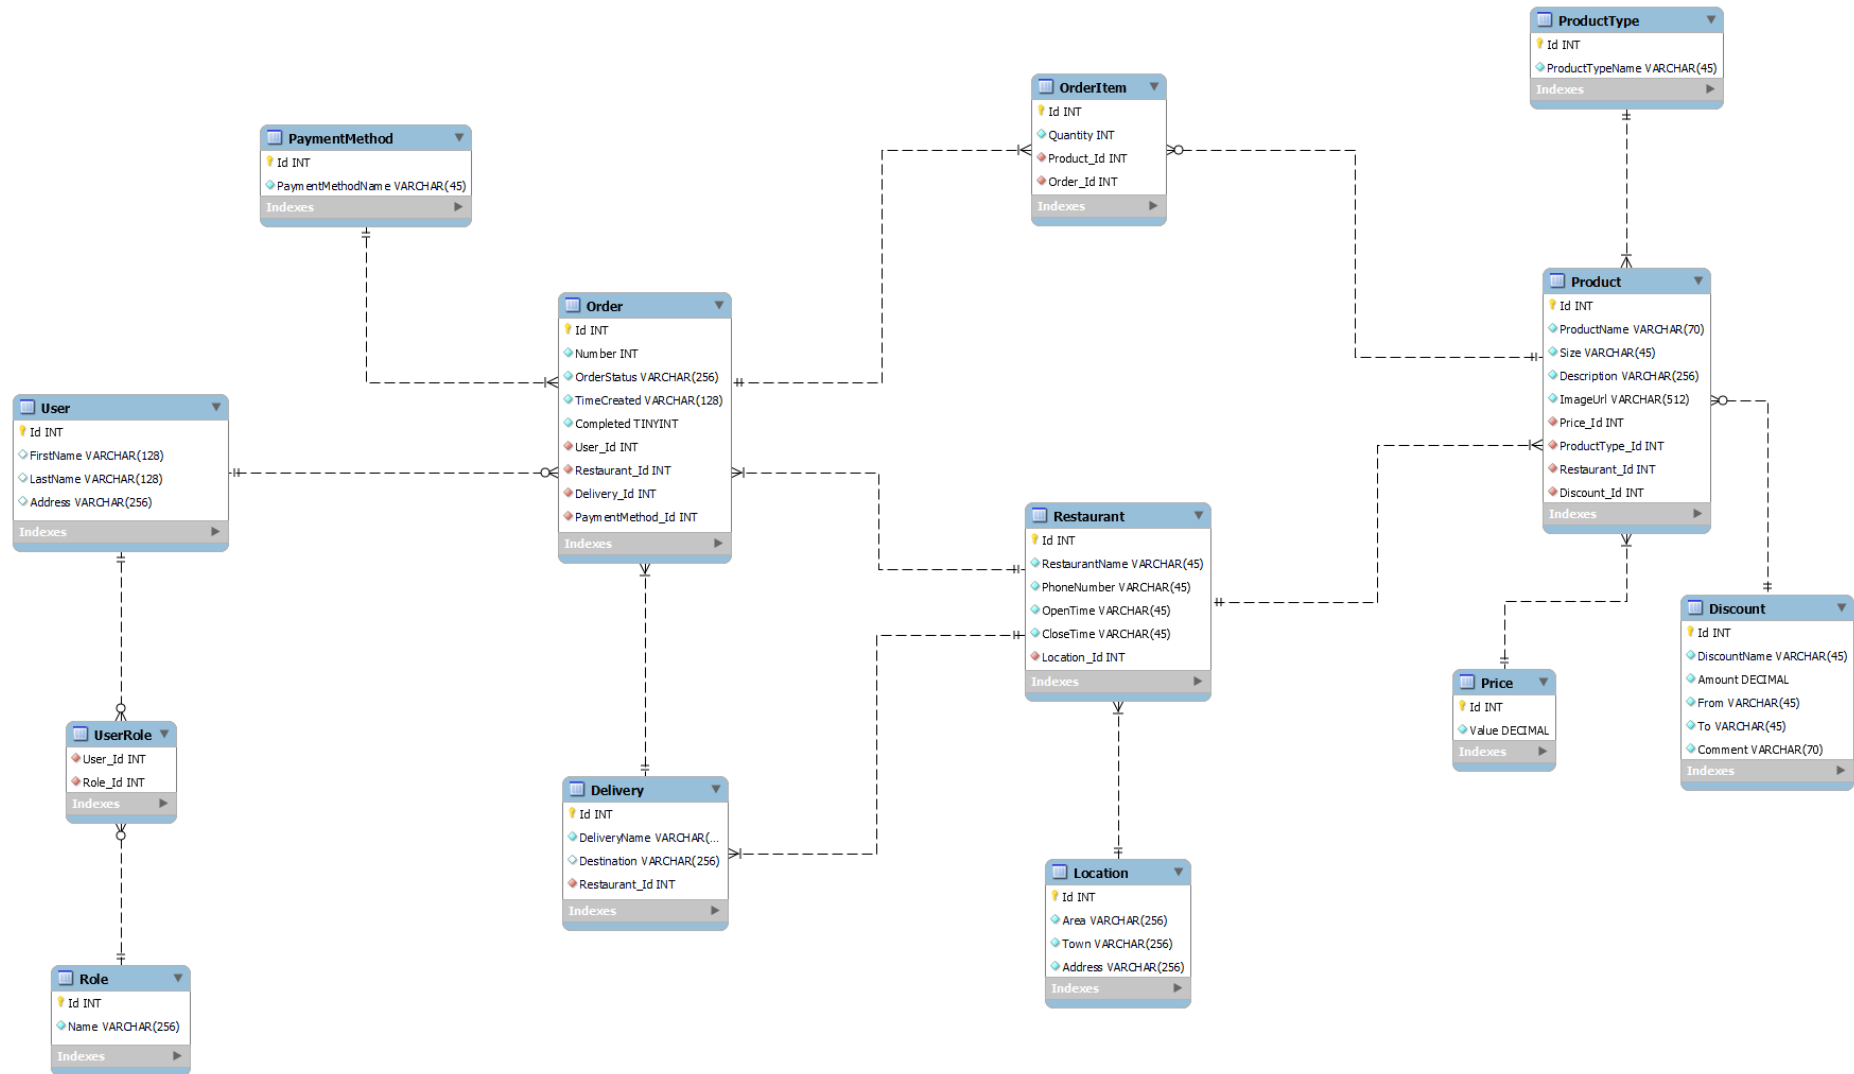 ProductType
Id INT
ProductTypeName VARCHAR(45)
Indexes
OrderItem
Id INT
Quantity INT
Product_Id INT
Order_Id INT
Indexes
PaymentMethod
Id INT
PaymentMethodName VARCHAR(45)
Indexes
Product
Id INT
ProductName VARCHAR(70)
Size VARCHAR(45)
Description VARCHAR(256)
ImageUrl VARCHAR(512)
Price_Id INT
ProductType_Id INT
Restaurant_Id INT
Discount_Id INT
Indexes
Order
Id INT
Number INT
OrderStatus VARCHAR(256)
TimeCreated VARCHAR(128)
Completed TINYINT
User_Id INT
Restaurant_Id INT
Delivery_Id INT
PaymentMethod_Id INT
Indexes
User
Id INT
FirstName VARCHAR(128)
LastName VARCHAR(128)
Address VARCHAR(256)
Indexes
Restaurant
Id INT
RestaurantName VARCHAR(45)
PhoneNumber VARCHAR(45)
OpenTime VARCHAR(45)
CloseTime VARCHAR(45)
Location_Id INT
Indexes
Discount
Id INT
DiscountName VARCHAR(45)
Amount DECIMAL
From VARCHAR(45)
To VARCHAR(45)
Comment VARCHAR(70)
Indexes
Price
Id INT
Value DECIMAL
Indexes
UserRole
User_Id INT
Role_Id INT
Indexes
Delivery
Id INT
DeliveryName VARCHAR(...
Destination VARCHAR(256)
Restaurant_Id INT
Indexes
Location
Id INT
Area VARCHAR(256)
Town VARCHAR(256)
Address VARCHAR(256)
Indexes
Role
Id INT
Name VARCHAR(256)
Indexes